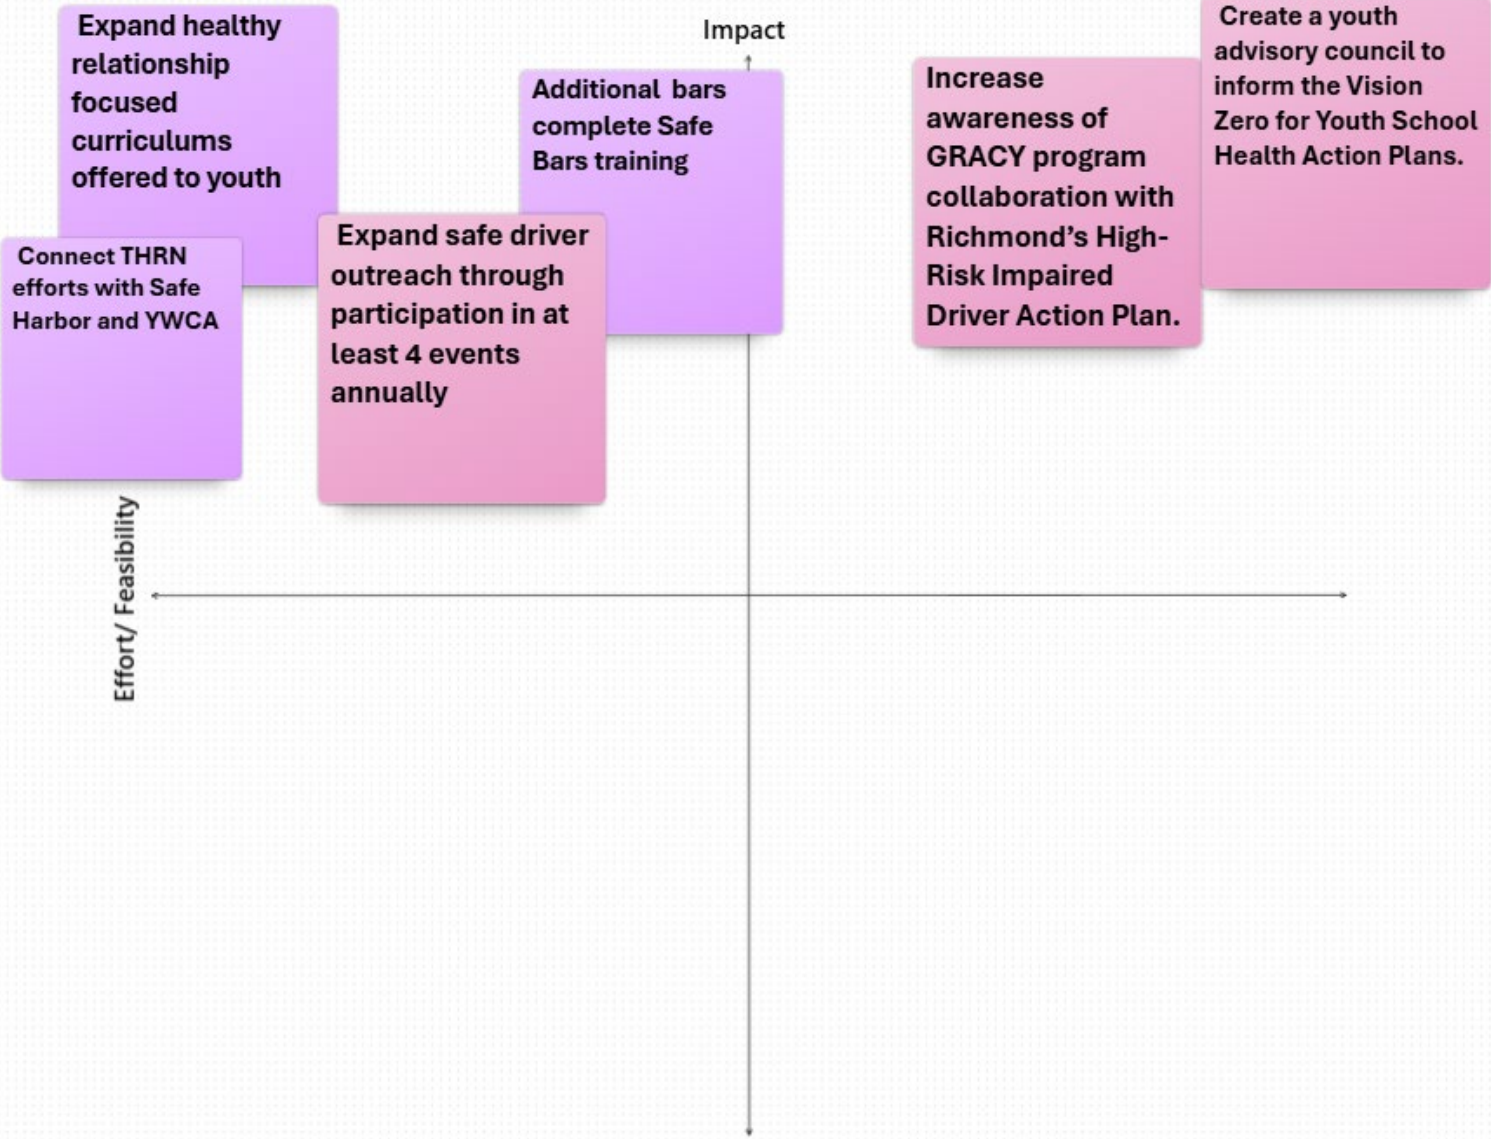 Expand healthy
relationship
focused
curriculums
offered to youth
Connect THRN
efforts with Safe
Harbor and YWCA
Expand safe driver
outreach through
participation in at
least 4 events
annually
Impact
Additional bars
complete Safe
Bars training
Increase
awareness of
GRACY program
collaboration with
Richmond’s High-
Risk Impaired
Driver Action Plan.
Create a youth
advisory council to
inform the Vision
Zero for Youth School
Health Action Plans.
Effort/ Feasibility